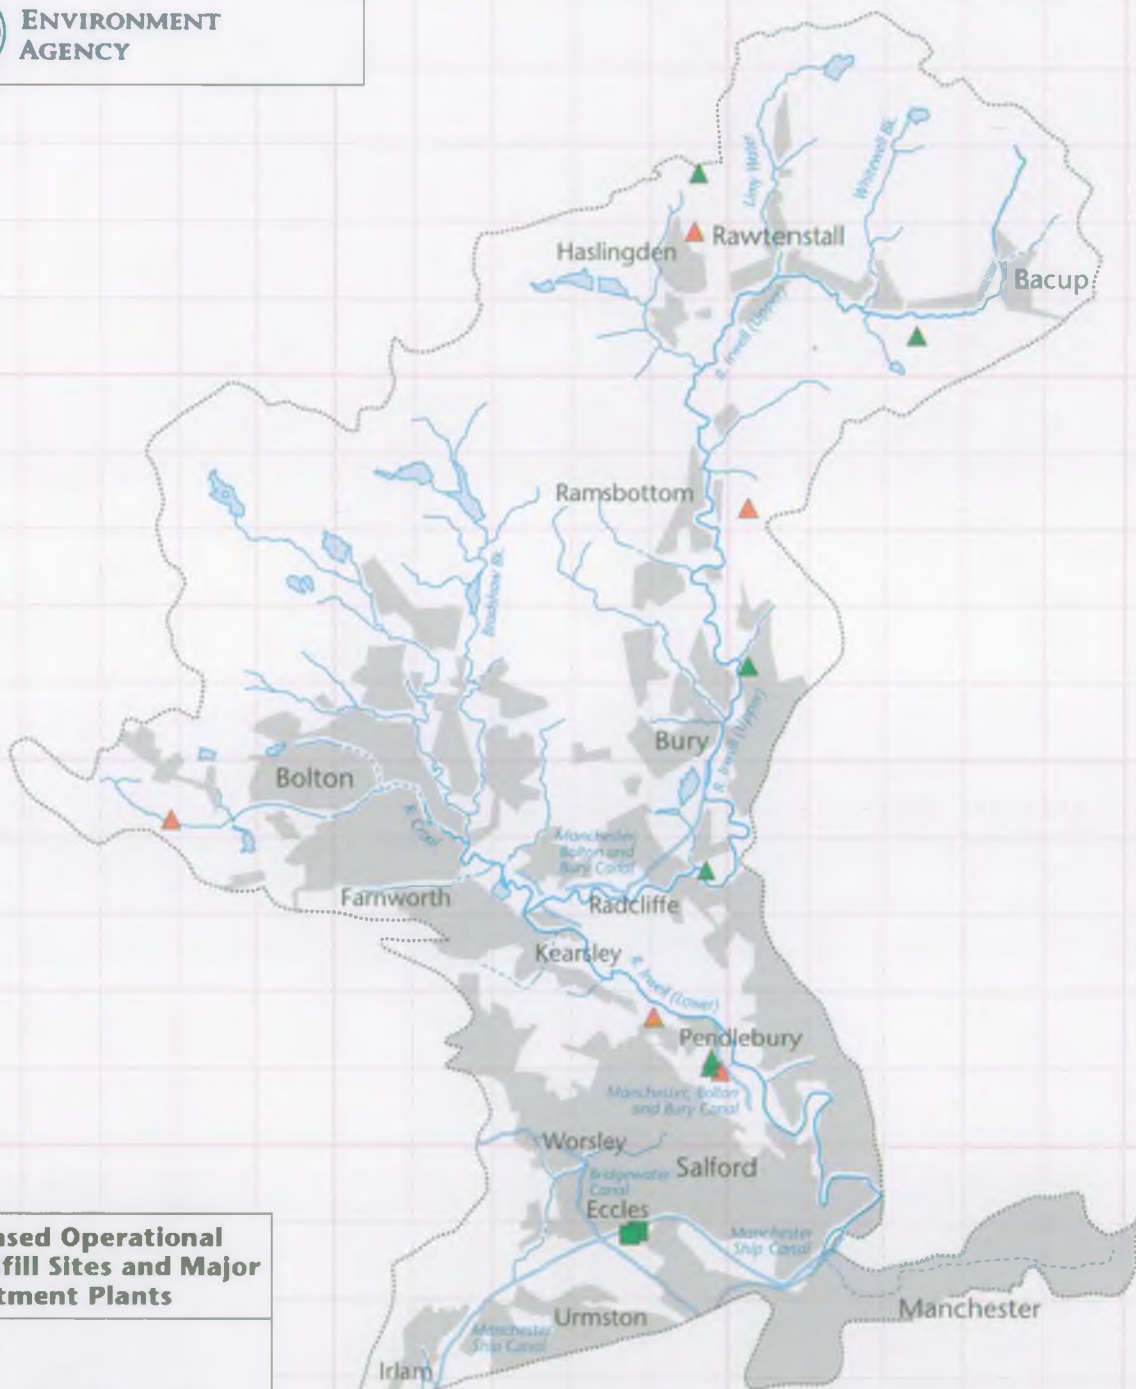 ENVIRONMENT
AGENCY
Limy Water
Whitewell Bk.
Haslingden
Rawtenstall
Bacup
R. Irwell (Upper)
Ramsbottom
Bradshaw Bk.
Bury
R. Irwell (Upper)
Bolton
R. Croal
Manchester
Bolton and
Bury Canal
Farnworth
Radcliffe
Kearsley
R. Irwell (Lower)
Pendlebury
Manchester, Bolton
and Bury Canal
Worsley
Salford
Bridgewater
Canal
Eccles
Manchester
Ship Canal
nsed Operational
fill Sites and Major
tment Plants
Manchester
Urmston
Manchester
Ship Canal
Irlam